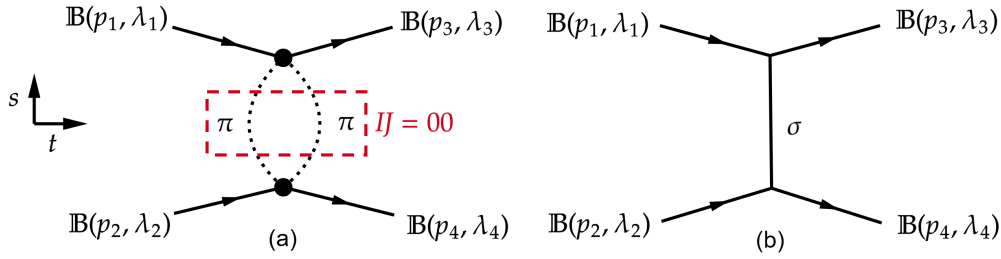 𝔹(p₁, λ₁) 𝔹(p₃, λ₃) 𝔹(p₁, λ₁) 𝔹(p₃, λ₃)
s
t
π π IJ = 00 σ
𝔹(p₂, λ₂) 𝔹(p₄, λ₄) 𝔹(p₂, λ₂) 𝔹(p₄, λ₄)
(a) (b)